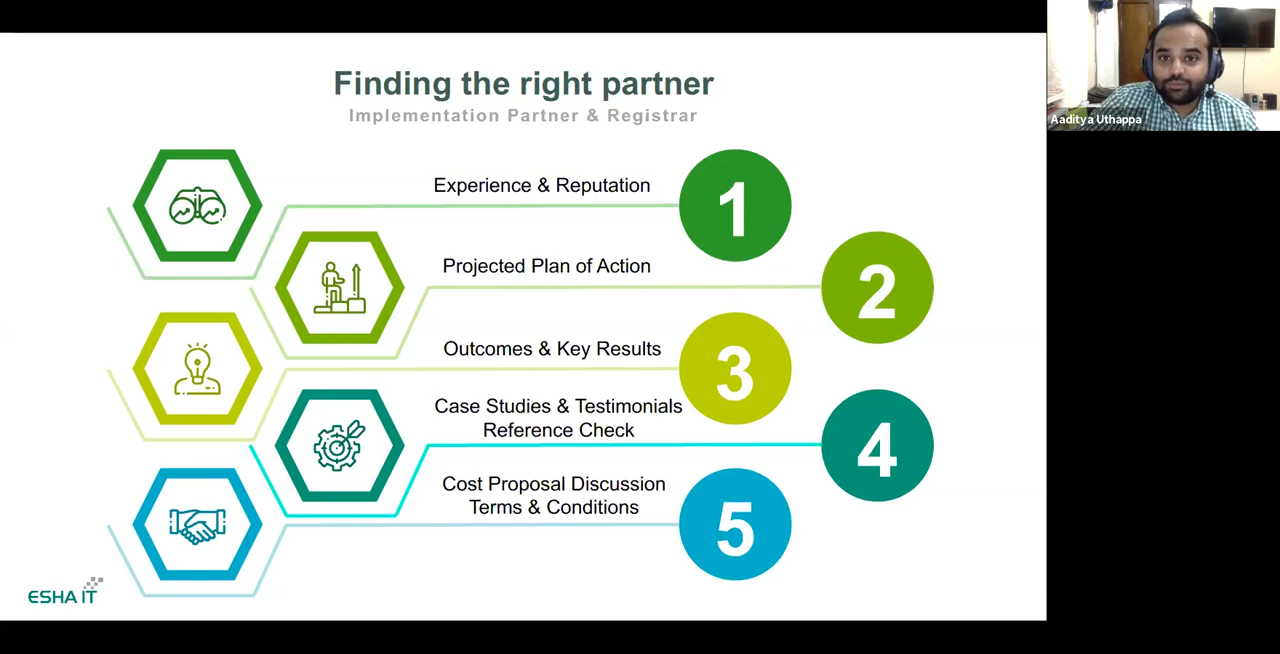 Finding the right partner
Implementation Partner & Registrar
Aaditya Uthappa
Experience & Reputation
1
Projected Plan of Action
2
Outcomes & Key Results
3
Case Studies & Testimonials
Reference Check
4
Cost Proposal Discussion
Terms & Conditions
5
ESHA IT